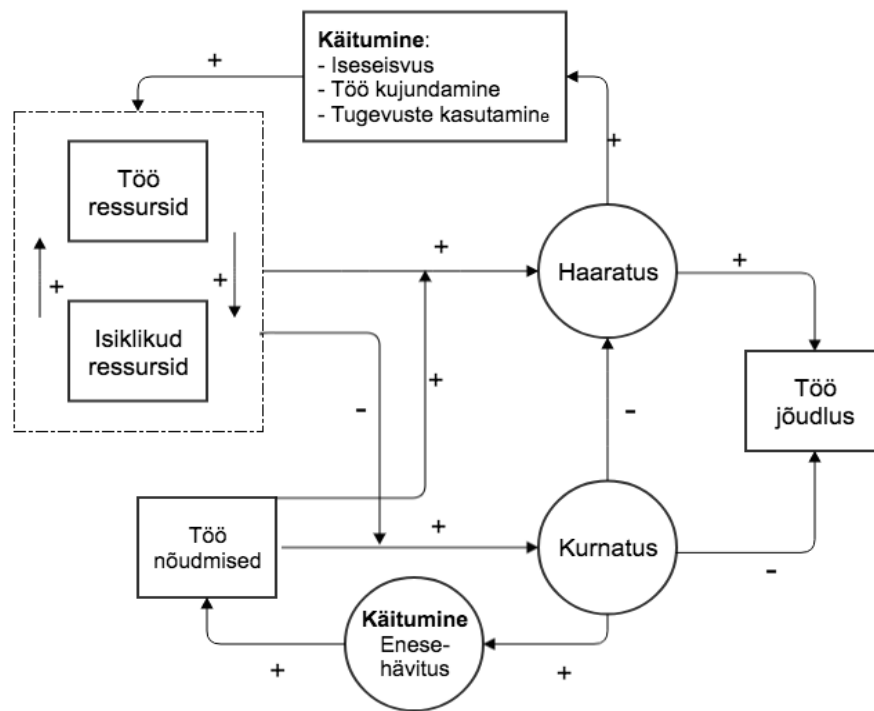 Käitumine:
- Iseseisvus
- Töö kujundamine
- Tugevuste kasutamine
+
+
Töö
ressursid
+
+
Isiklikud
ressursid
+
Haaratus
+
-
+
-
Töö
jõudlus
Töö
nõudmised
+
Kurnatus
-
Käitumine
Enese-
hävitus
+
+